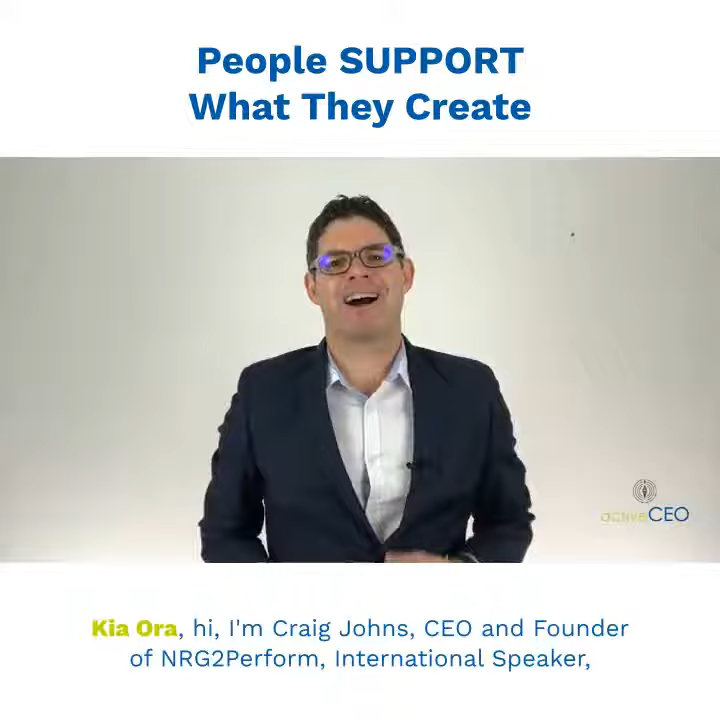 People SUPPORT
What They Create
activeCEO
Kia Ora, hi, I'm Craig Johns, CEO and Founder
of NRG2Perform, International Speaker,